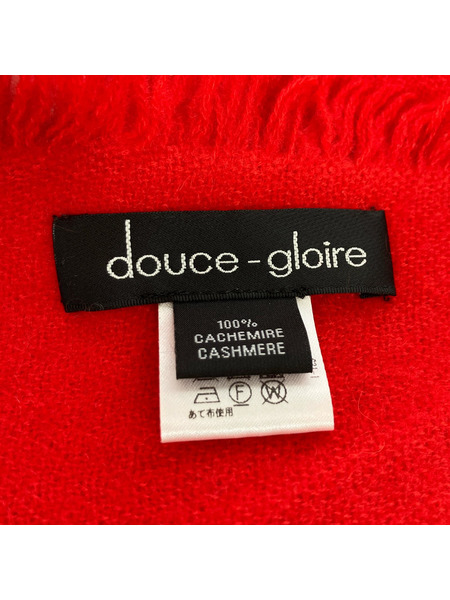 douce-gloire
100%
CACHEMIRE
CASHMERE
F
あて布使用